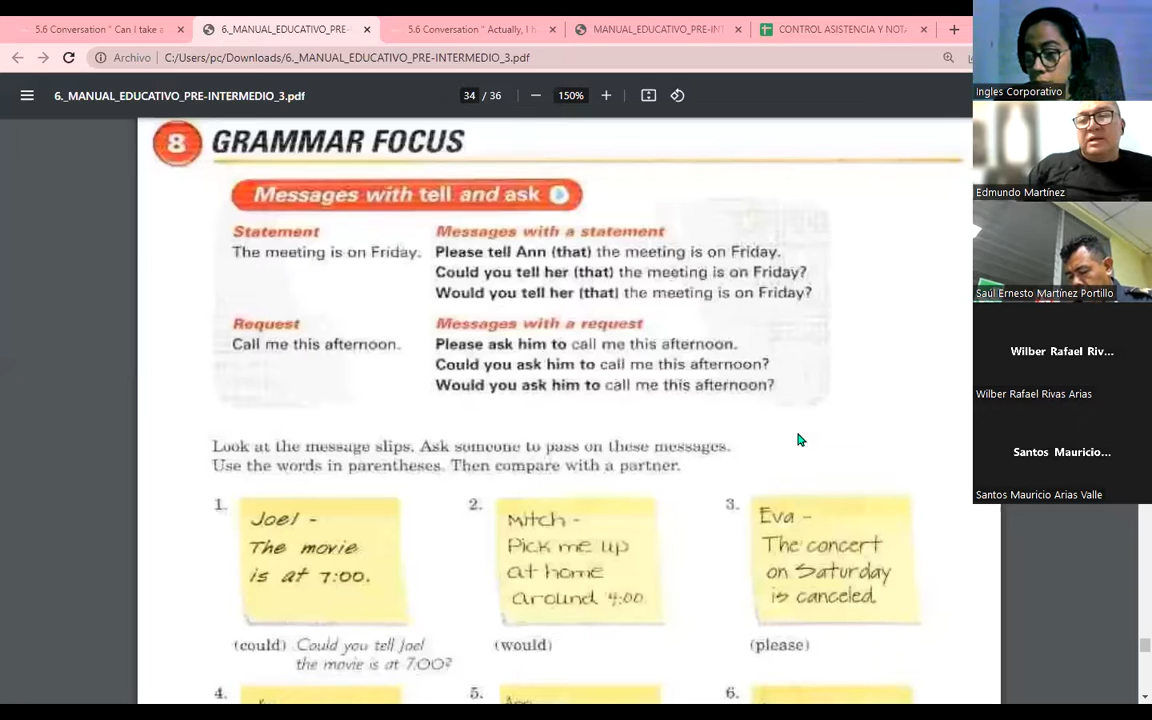 5.6 Conversation " Can I take a
6._MANUAL_EDUCATIVO_PRE-
5.6 Conversation " Actually, I h
MANUAL_EDUCATIVO_PRE-INT
CONTROL ASISTENCIA Y NOTA
Archivo
C:/Users/pc/Downloads/6._MANUAL_EDUCATIVO_PRE-INTERMEDIO_3.pdf
6._MANUAL_EDUCATIVO_PRE-INTERMEDIO_3.pdf
34 / 36
150%
8 GRAMMAR FOCUS
Messages with tell and ask
Statement
Messages with a statement
The meeting is on Friday.
Please tell Ann (that) the meeting is on Friday.
Could you tell her (that) the meeting is on Friday?
Would you tell her (that) the meeting is on Friday?
Request
Messages with a request
Call me this afternoon.
Please ask him to call me this afternoon.
Could you ask him to call me this afternoon?
Would you ask him to call me this afternoon?
Look at the message slips. Ask someone to pass on these messages.
Use the words in parentheses. Then compare with a partner.
1.
Joel -
The movie
is at 7:00.
(could) Could you tell Joel
the movie is at 7:00?
2.
Mitch -
Pick me up
at home
around 4:00
(would)
3.
Eva -
The concert
on Saturday
is canceled.
(please)
4.
5.
6.
Ingles Corporativo
Edmundo Martínez
Saúl Ernesto Martínez Portillo
Wilber Rafael Riv...
Wilber Rafael Rivas Arias
Santos Mauricio...
Santos Mauricio Arias Valle